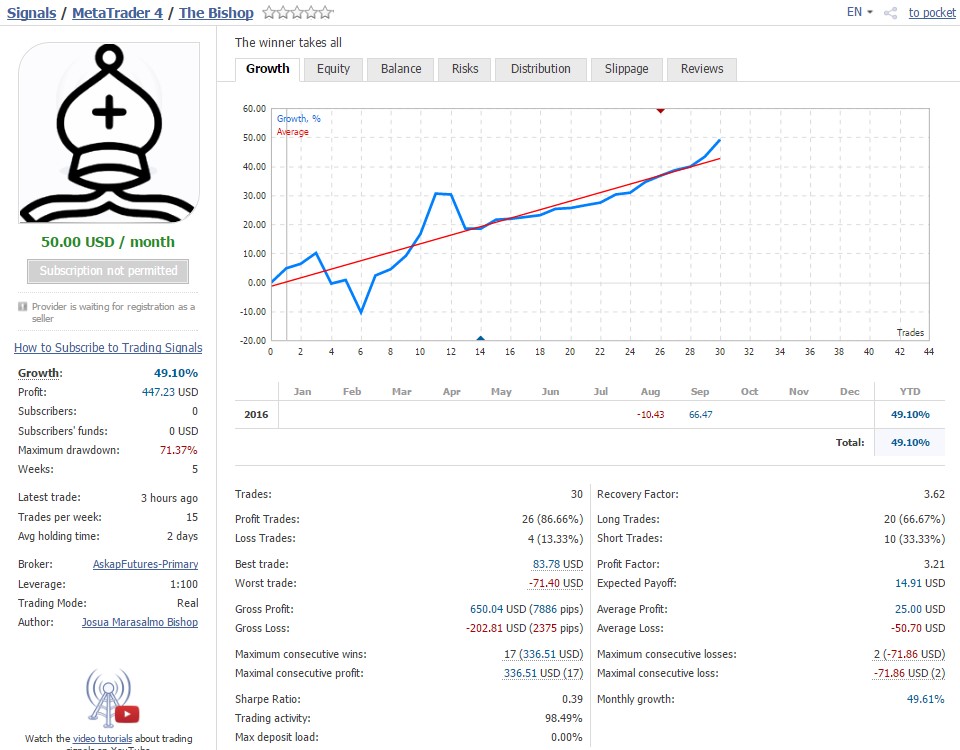 Signals / MetaTrader 4 / The Bishop
EN
to pocket
The winner takes all
Growth Equity Balance Risks Distribution Slippage Reviews
Growth, %
Average
60.00
50.00
40.00
30.00
20.00
10.00
0.00
-10.00
-20.00
Trades
0 2 4 6 8 10 12 14 16 18 20 22 24 26 28 30 32 34 36 38 40 42 44
50.00 USD / month
Subscription not permitted
Provider is waiting for registration as a
seller
How to Subscribe to Trading Signals
Growth: 49.10%
Profit: 447.23 USD
Subscribers: 0
Subscribers' funds: 0 USD
Maximum drawdown: 71.37%
Weeks: 5
Latest trade: 3 hours ago
Trades per week: 15
Avg holding time: 2 days
Broker: AskapFutures-Primary
Leverage: 1:100
Trading Mode: Real
Author: Josua Marasalmo Bishop
Watch the video tutorials about trading
signals on YouTube
Jan Feb Mar Apr May Jun Jul Aug Sep Oct Nov Dec YTD
2016 -10.43 66.47 49.10%
Total: 49.10%
Trades: 30
Profit Trades: 26 (86.66%)
Loss Trades: 4 (13.33%)
Best trade: 83.78 USD
Worst trade: -71.40 USD
Gross Profit: 650.04 USD (7886 pips)
Gross Loss: -202.81 USD (2375 pips)
Maximum consecutive wins: 17 (336.51 USD)
Maximal consecutive profit: 336.51 USD (17)
Sharpe Ratio: 0.39
Trading activity: 98.49%
Max deposit load: 0.00%
Recovery Factor: 3.62
Long Trades: 20 (66.67%)
Short Trades: 10 (33.33%)
Profit Factor: 3.21
Expected Payoff: 14.91 USD
Average Profit: 25.00 USD
Average Loss: -50.70 USD
Maximum consecutive losses: 2 (-71.86 USD)
Maximal consecutive loss: -71.86 USD (2)
Monthly growth: 49.61%